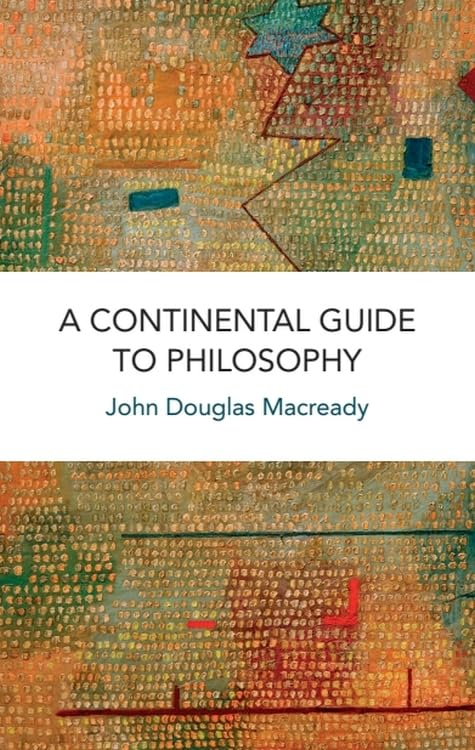 A CONTINENTAL GUIDE
TO PHILOSOPHY
John Douglas Macready